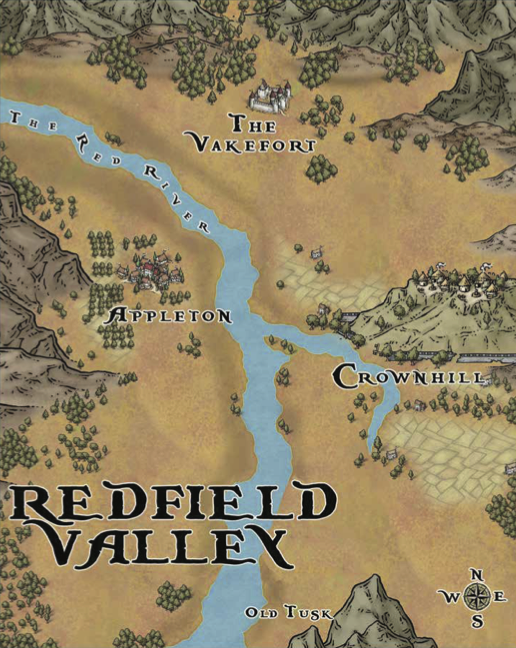 THE
VAKEFORT
THE RED RIVER
APPLETON
CROWNHILL
REDFIELD
VALLEY
OLD TUSK
N
W E
S